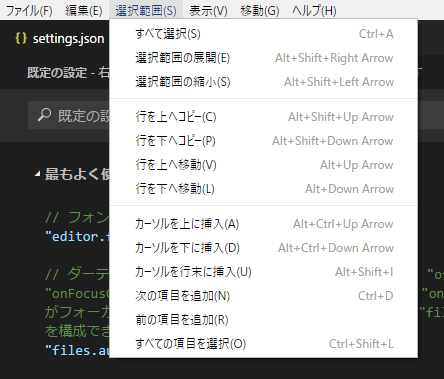 ファイル(F) 編集(E) 選択範囲(S) 表示(V) 移動(G) ヘルプ(H)
{} settings.json
すべて選択(S) Ctrl+A
既定の設定 - 右
選択範囲の展開(E) Alt+Shift+Right Arrow
選択範囲の縮小(S) Alt+Shift+Left Arrow
既定の設
行を上へコピー(C) Alt+Shift+Up Arrow
行を下へコピー(P) Alt+Shift+Down Arrow
行を上へ移動(V) Alt+Up Arrow
最もよく使
行を下へ移動(L) Alt+Down Arrow
// フォン
カーソルを上に挿入(A) Alt+Ctrl+Up Arrow
"editor.f
カーソルを下に挿入(D) Alt+Ctrl+Down Arrow
// ダーテ
カーソルを行末に挿入(U) Alt+Shift+I
"onFocusC
次の項目を追加(N) Ctrl+D
がフォーカ
前の項目を追加(R)
"fil
を構成でき
すべての項目を選択(O) Ctrl+Shift+L
"files.au